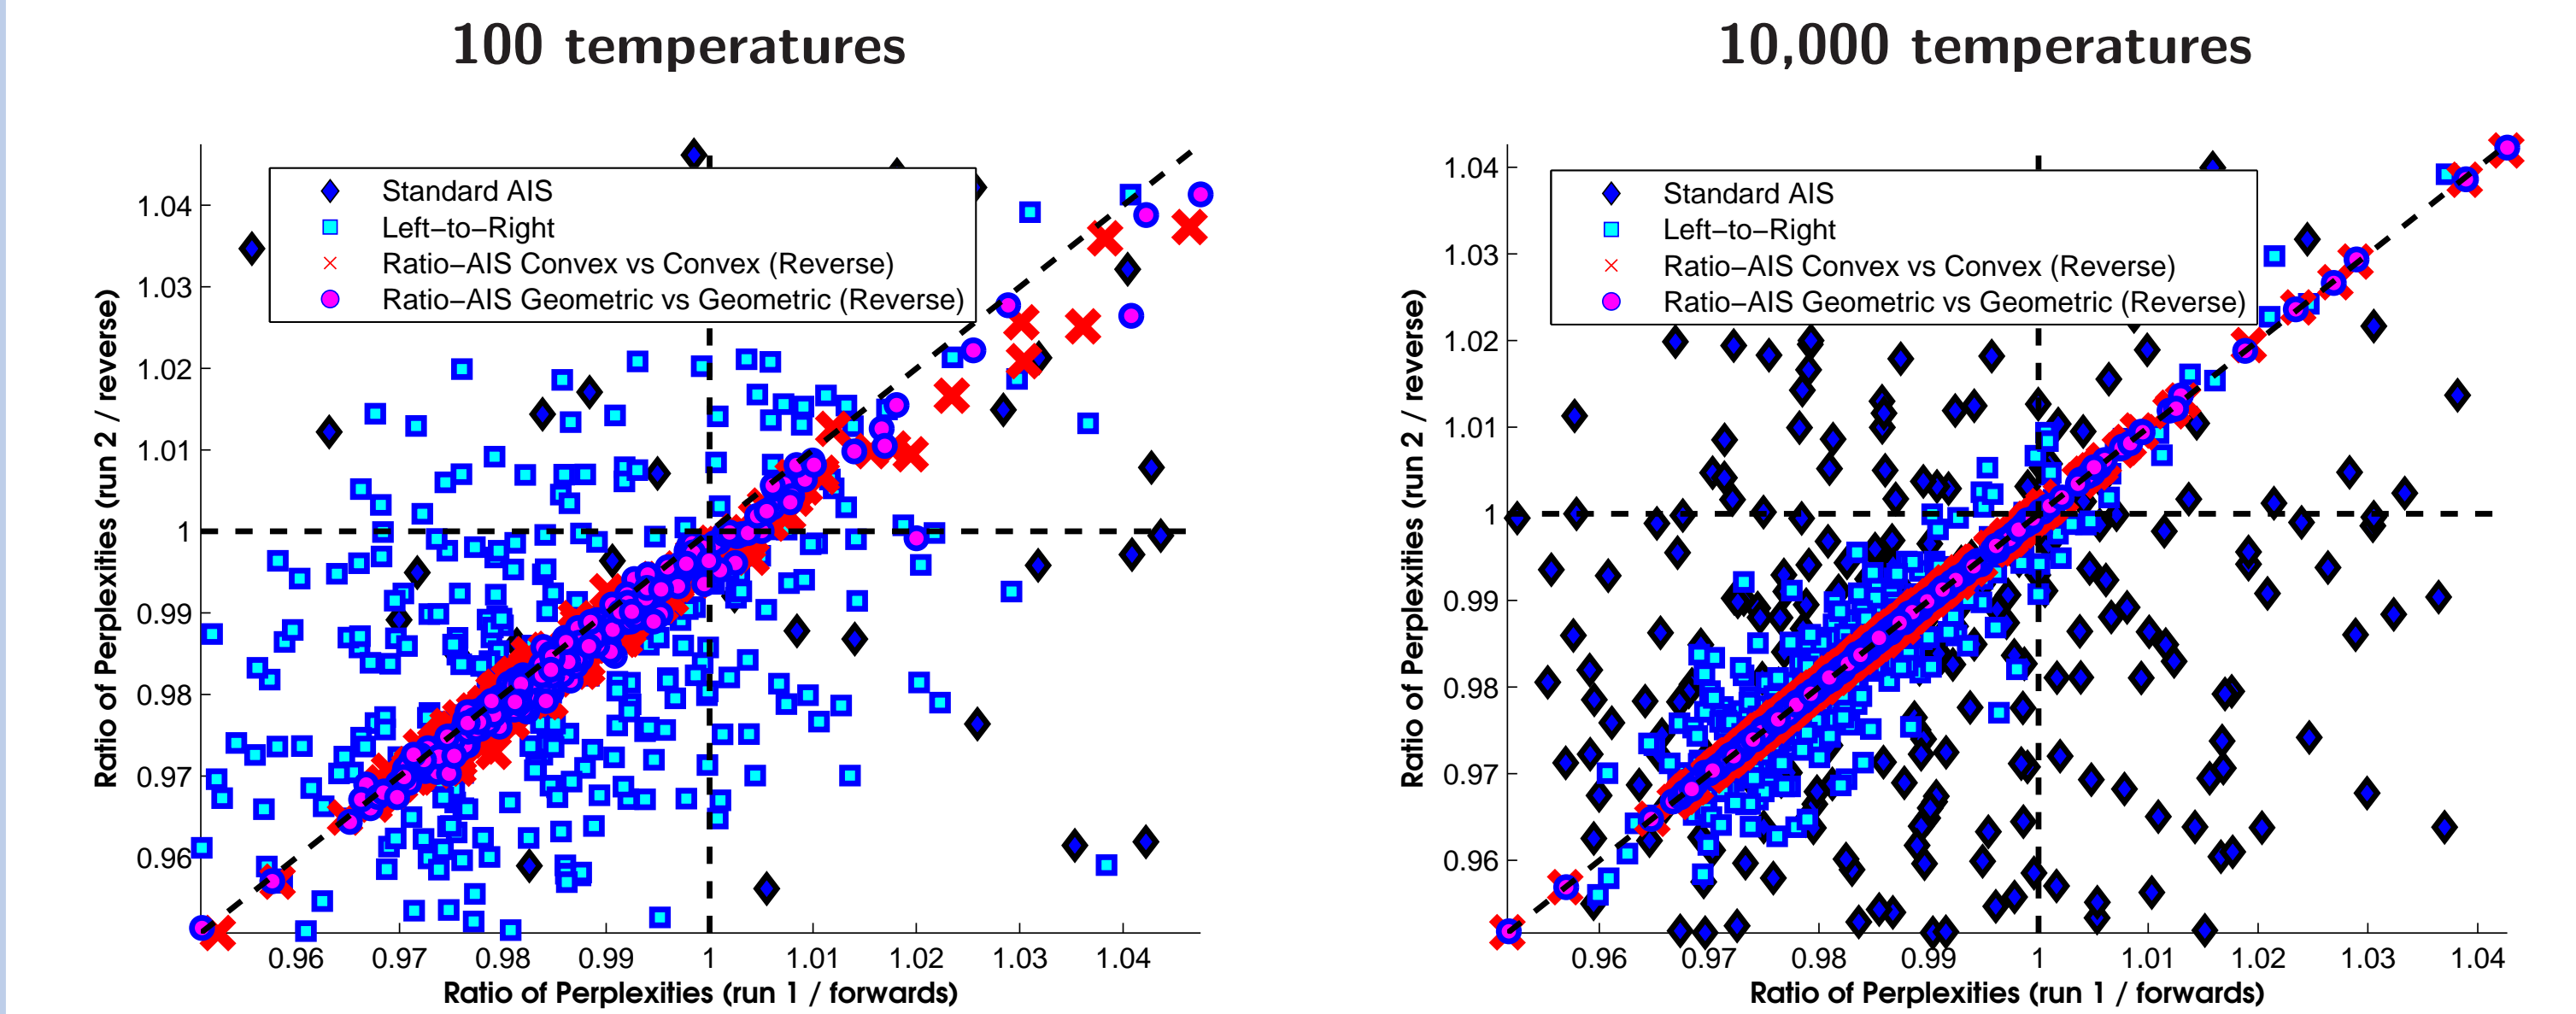 100 temperatures
Ratio of Perplexities (run 2 / reverse)
1.04
1.03
1.02
1.01
1
0.99
0.98
0.97
0.96
Standard AIS
Left−to−Right
Ratio−AIS Convex vs Convex (Reverse)
Ratio−AIS Geometric vs Geometric (Reverse)
0.96 0.97 0.98 0.99 1 1.01 1.02 1.03 1.04
Ratio of Perplexities (run 1 / forwards)
10,000 temperatures
Ratio of Perplexities (run 2 / reverse)
1.04
1.03
1.02
1.01
1
0.99
0.98
0.97
0.96
Standard AIS
Left−to−Right
Ratio−AIS Convex vs Convex (Reverse)
Ratio−AIS Geometric vs Geometric (Reverse)
0.96 0.97 0.98 0.99 1 1.01 1.02 1.03 1.04
Ratio of Perplexities (run 1 / forwards)